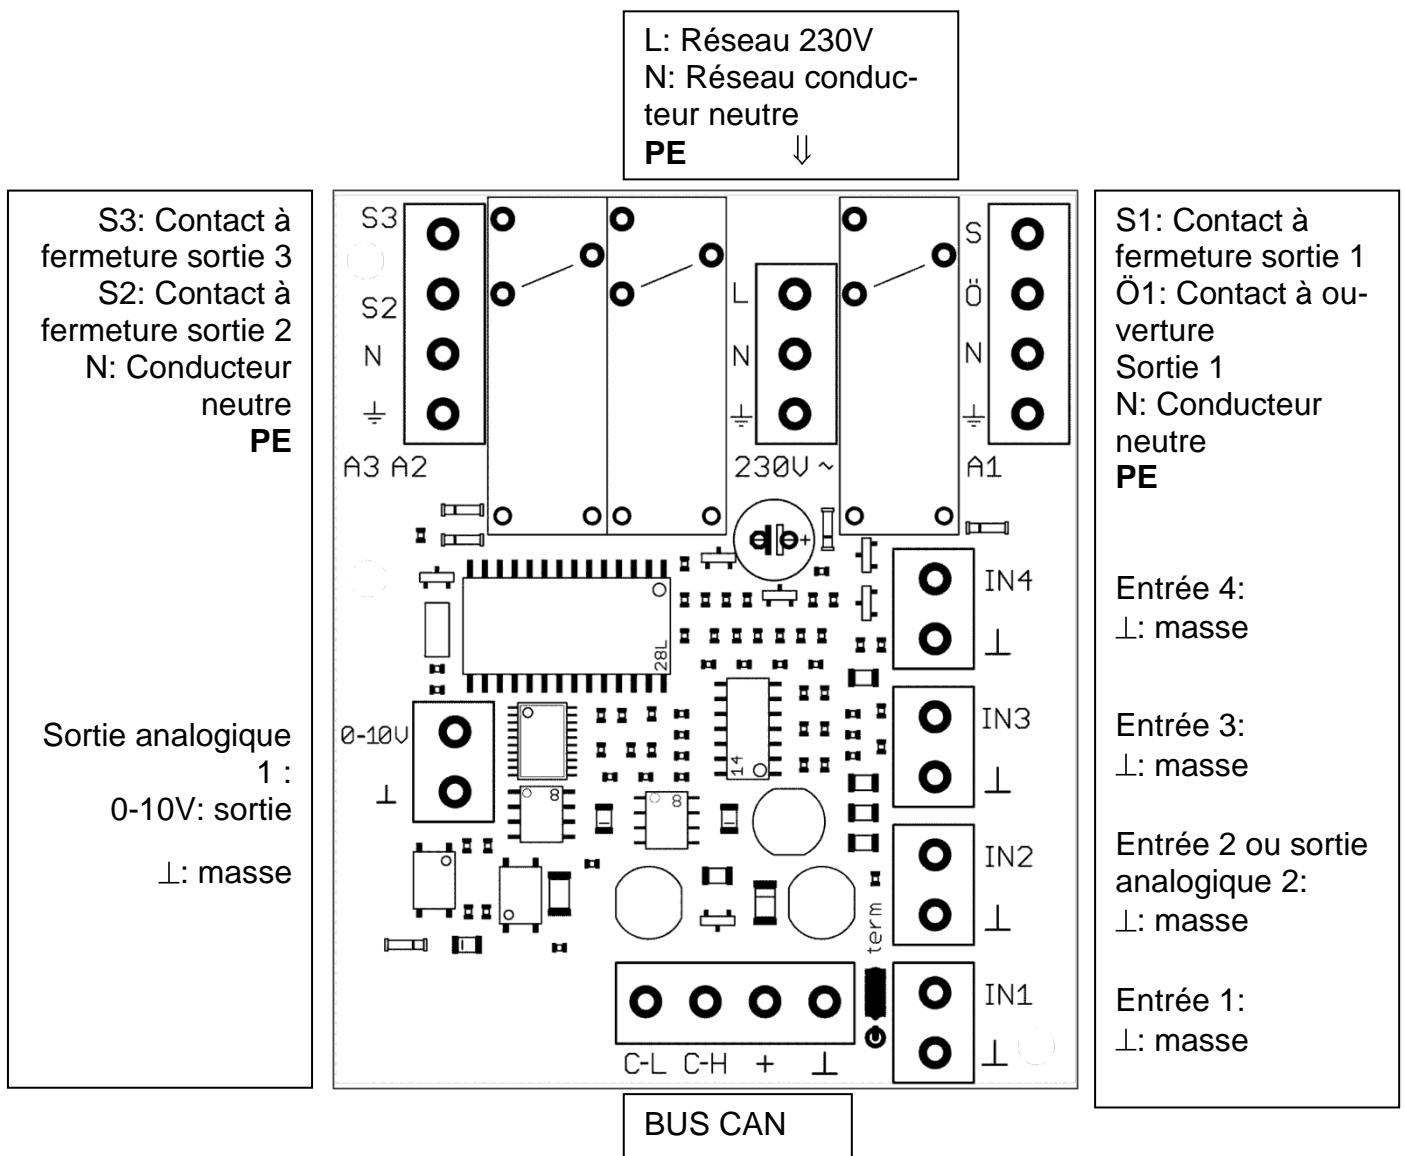 L: Réseau 230V
N: Réseau conduc-
teur neutre
PE ⇓
S3: Contact à
fermeture sortie 3
S2: Contact à
fermeture sortie 2
N: Conducteur
neutre
PE
Sortie analogique
1 :
0-10V: sortie
⊥: masse
S3
S2
N
⏚
A3 A2
L
N
⏚
230V ~
S
Ö
N
⏚
A1
+
28L
14
8
8
0-10V
⊥
IN4
⊥
IN3
⊥
IN2
⊥
IN1
⊥
term
C-L C-H + ⊥
S1: Contact à
fermeture sortie 1
Ö1: Contact à ou-
verture
Sortie 1
N: Conducteur
neutre
PE
Entrée 4:
⊥: masse
Entrée 3:
⊥: masse
Entrée 2 ou sortie
analogique 2:
⊥: masse
Entrée 1:
⊥: masse
BUS CAN